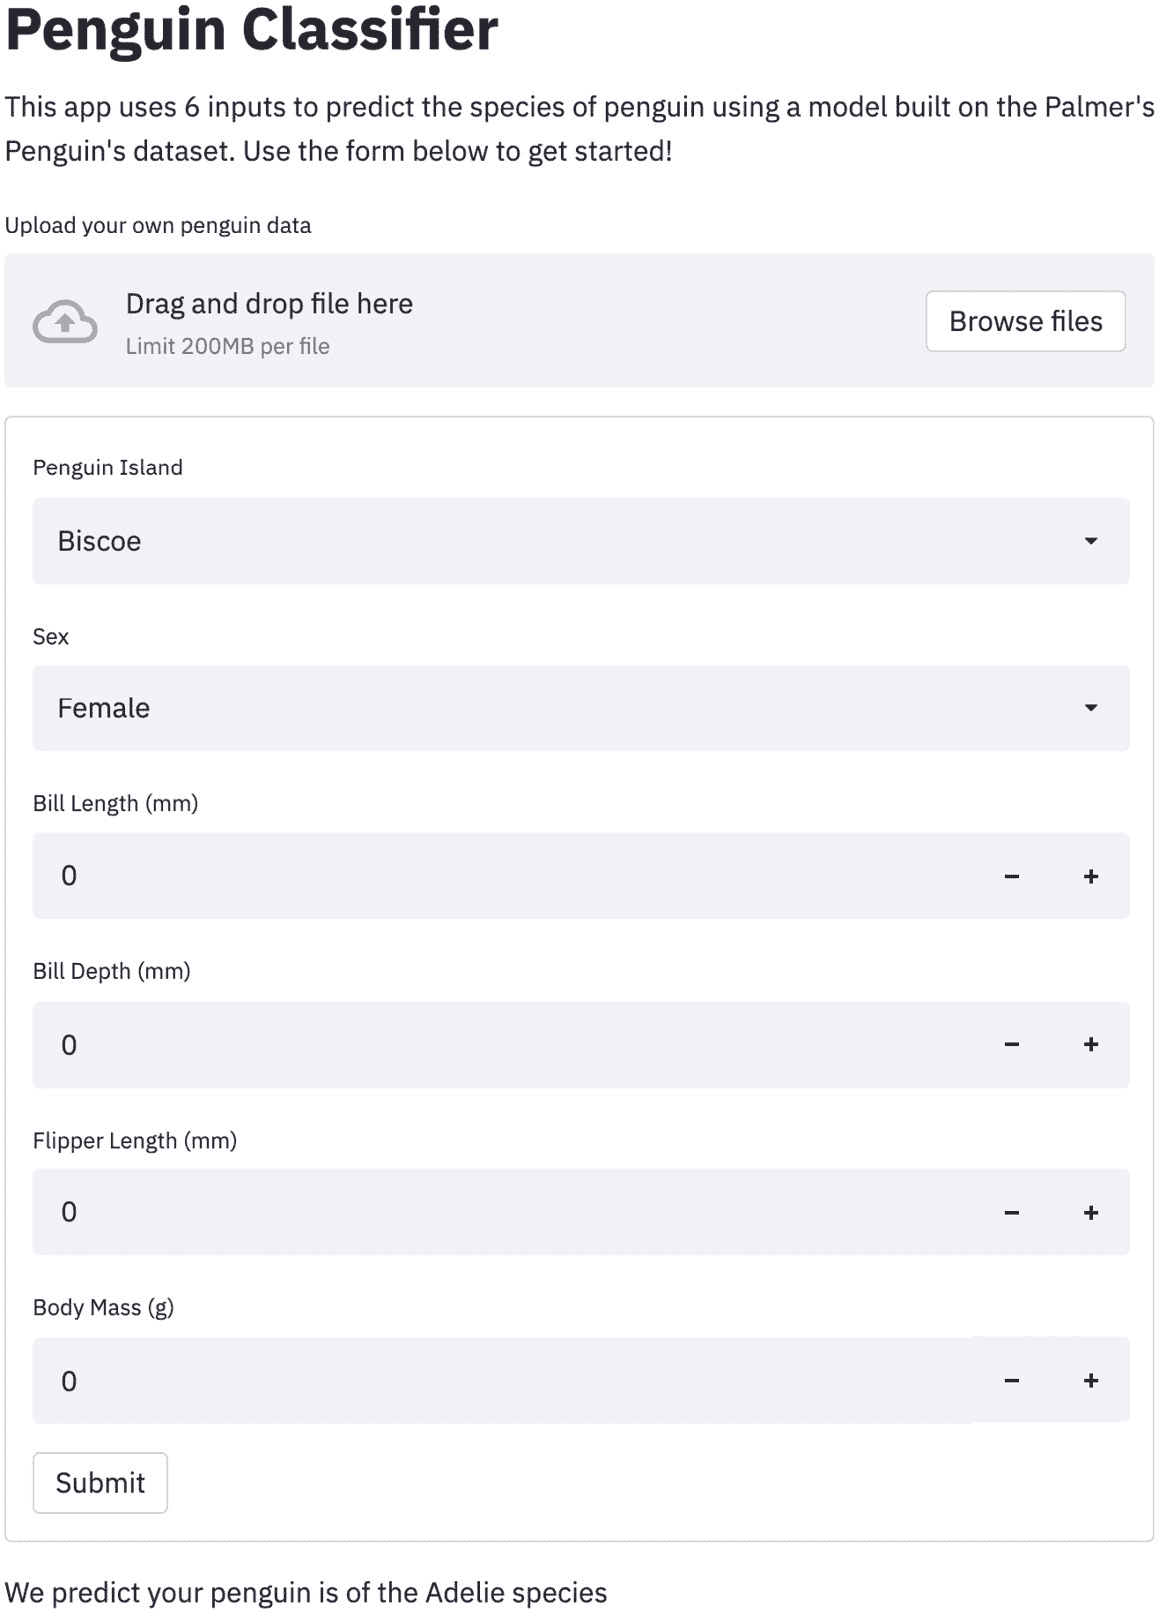 Penguin Classifier
This app uses 6 inputs to predict the species of penguin using a model built on the Palmer's
Penguin's dataset. Use the form below to get started!
Upload your own penguin data
Drag and drop file here
Limit 200MB per file
Browse files
Penguin Island
Biscoe
Sex
Female
Bill Length (mm)
0 − +
Bill Depth (mm)
0 − +
Flipper Length (mm)
0 − +
Body Mass (g)
0 − +
Submit
We predict your penguin is of the Adelie species